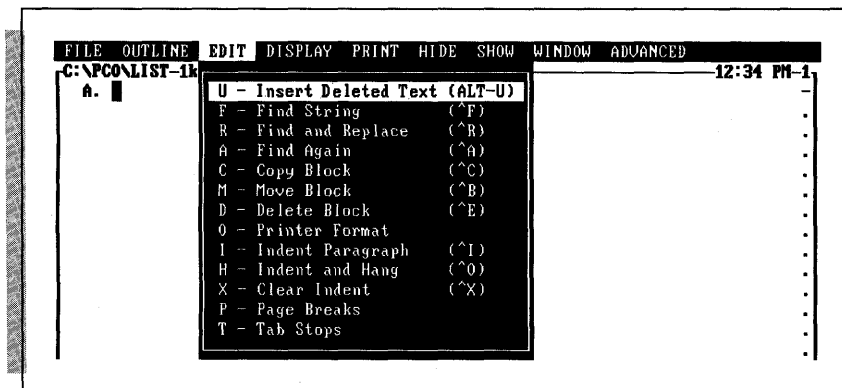 FILE OUTLINE EDIT DISPLAY PRINT HIDE SHOW WINDOW ADVANCED
C:\PCO\LIST-1k 12:34 PM-1
A.
U - Insert Deleted Text (ALT-U)
F - Find String (^F)
R - Find and Replace (^R)
A - Find Again (^A)
C - Copy Block (^C)
M - Move Block (^B)
D - Delete Block (^E)
O - Printer Format
I - Indent Paragraph (^I)
H - Indent and Hang (^O)
X - Clear Indent (^X)
P - Page Breaks
T - Tab Stops